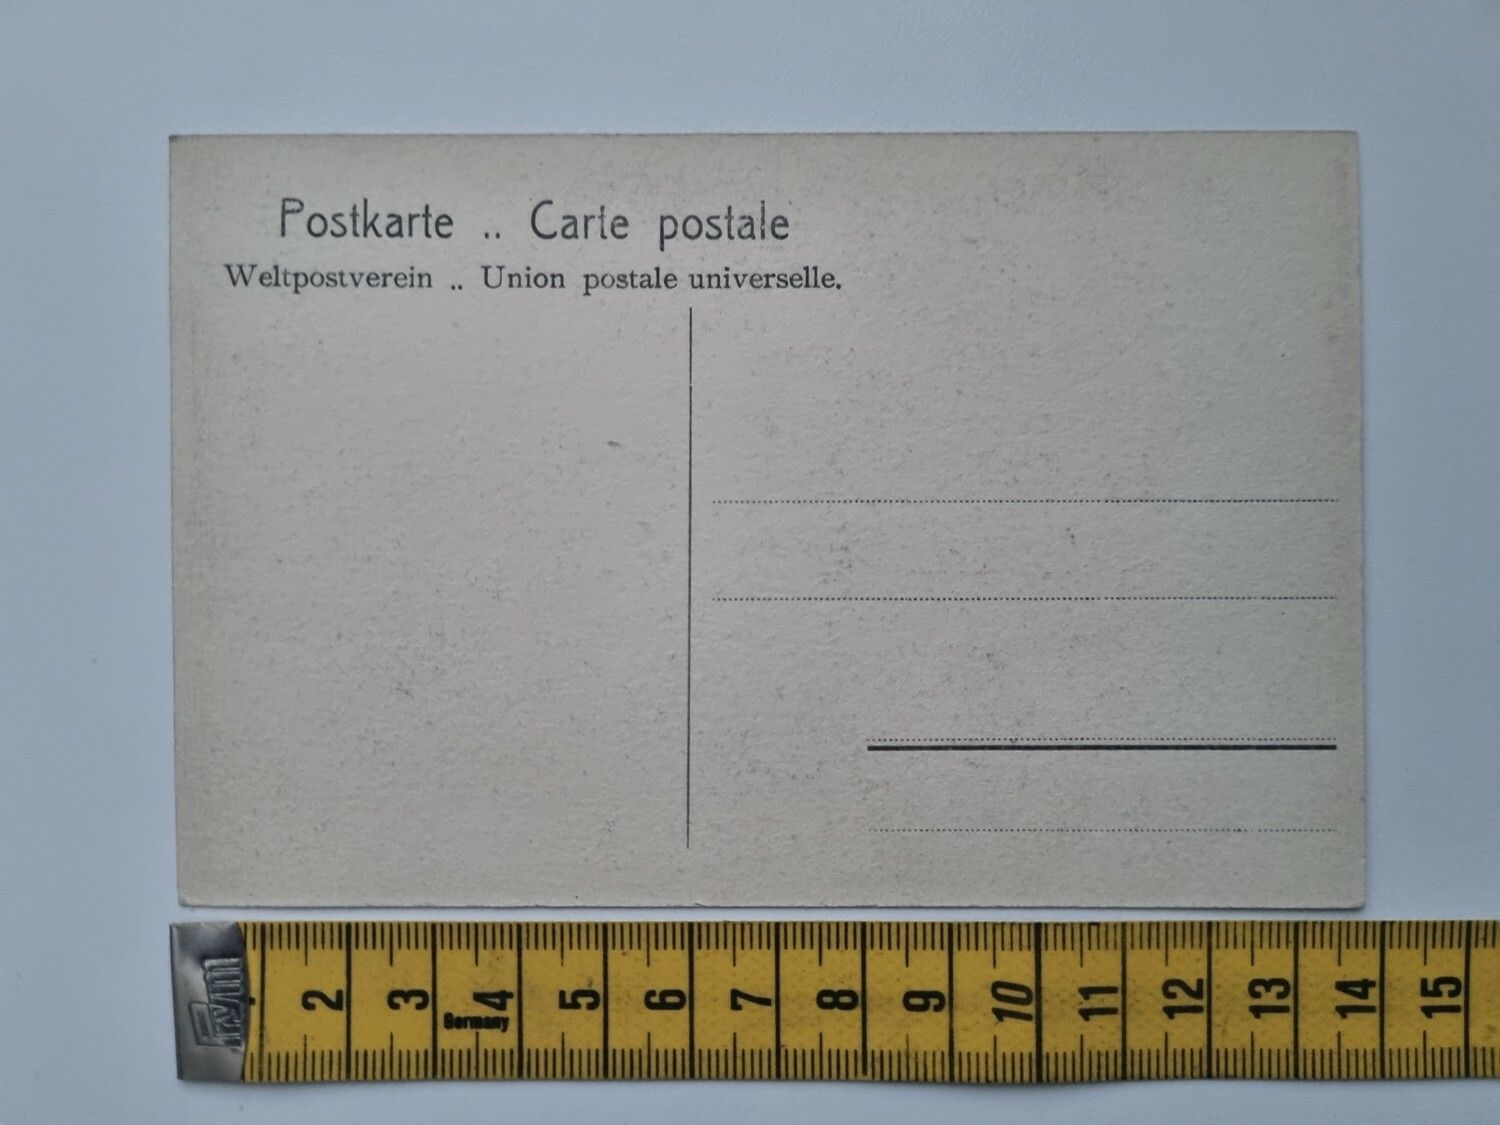 Postkarte .. Carte postale
Weltpostverein .. Union postale universelle.
Prym
2 3 4 5 6 7 8 9 10 11 12 13 14 15
Germany